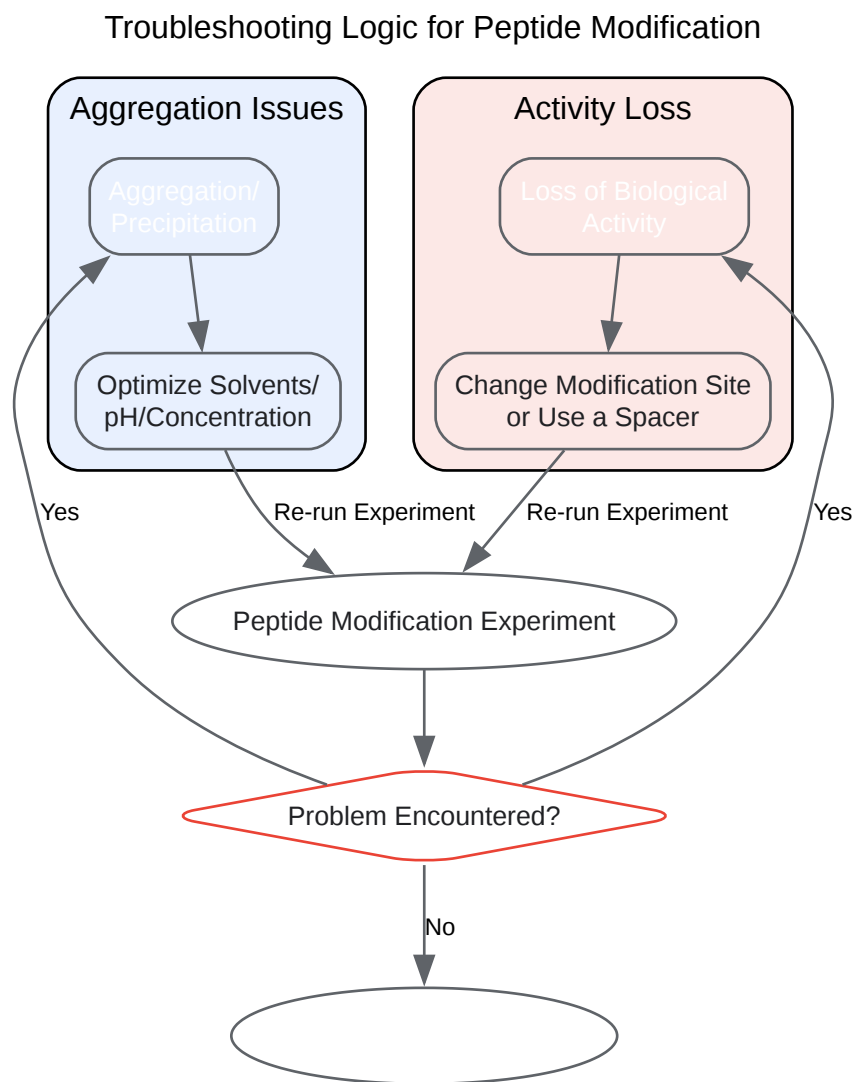 Troubleshooting Logic for Peptide Modification
Aggregation Issues
Activity Loss
Aggregation/
Precipitation
Loss of Biological
Activity
Optimize Solvents/
pH/Concentration
Change Modification Site
or Use a Spacer
Yes
Re-run Experiment
Re-run Experiment
Yes
Peptide Modification Experiment
Problem Encountered?
No